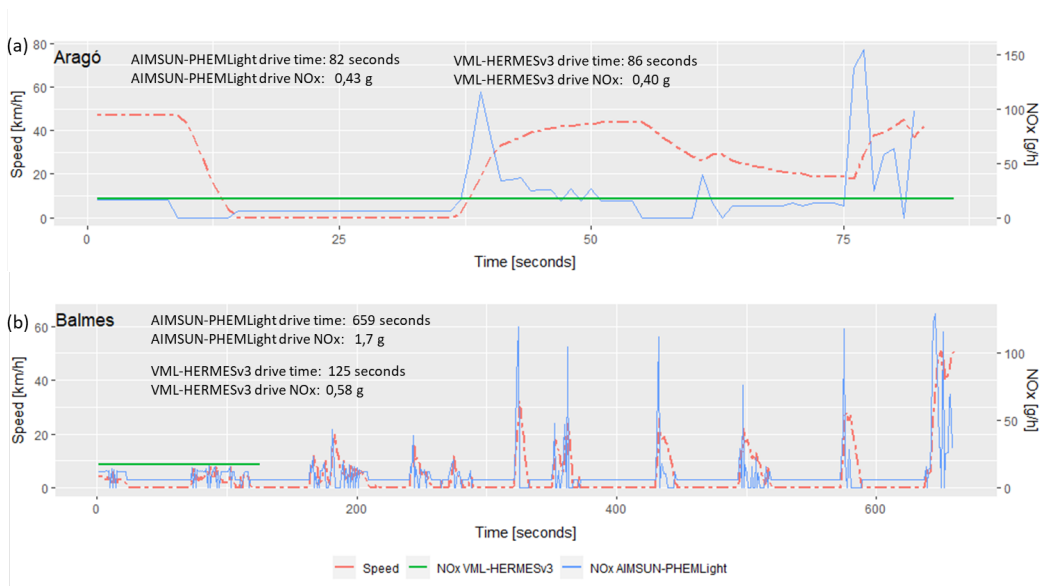 (a)
Aragó
AIMSUN-PHEMLight drive time: 82 seconds
AIMSUN-PHEMLight drive NOx: 0,43 g
VML-HERMESv3 drive time: 86 seconds
VML-HERMESv3 drive NOx: 0,40 g
Speed [km/h]
80
60
40
20
0
NOx [g/h]
150
100
50
0
0 25 50 75
Time [seconds]
(b)
Balmes
AIMSUN-PHEMLight drive time: 659 seconds
AIMSUN-PHEMLight drive NOx: 1,7 g
VML-HERMESv3 drive time: 125 seconds
VML-HERMESv3 drive NOx: 0,58 g
Speed [km/h]
60
40
20
0
NOx [g/h]
100
50
0
0 200 400 600
Time [seconds]
Speed NOx VML-HERMESv3 NOx AIMSUN-PHEMLight